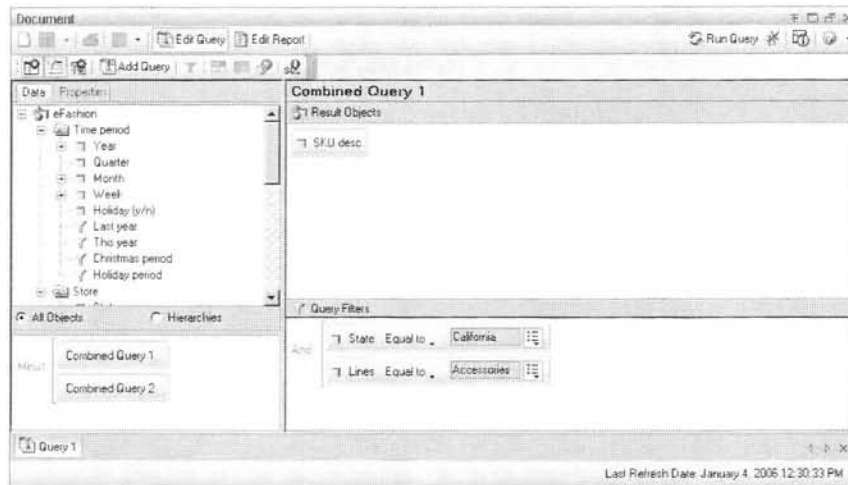 Document
Edit Query Edit Report
Run Query
Add Query
Data Properties
eFashion
Time period
Year
Quarter
Month
Week
Holiday (y/n)
Last year
This year
Christmas period
Holiday period
Store
All Objects Hierarchies
Minus
Combined Query 1
Combined Query 2
Combined Query 1
Result Objects
SKU desc
Query Filters
And
State Equal to California
Lines Equal to Accessories
Query 1
Last Refresh Date: January 4, 2006 12:30:33 PM